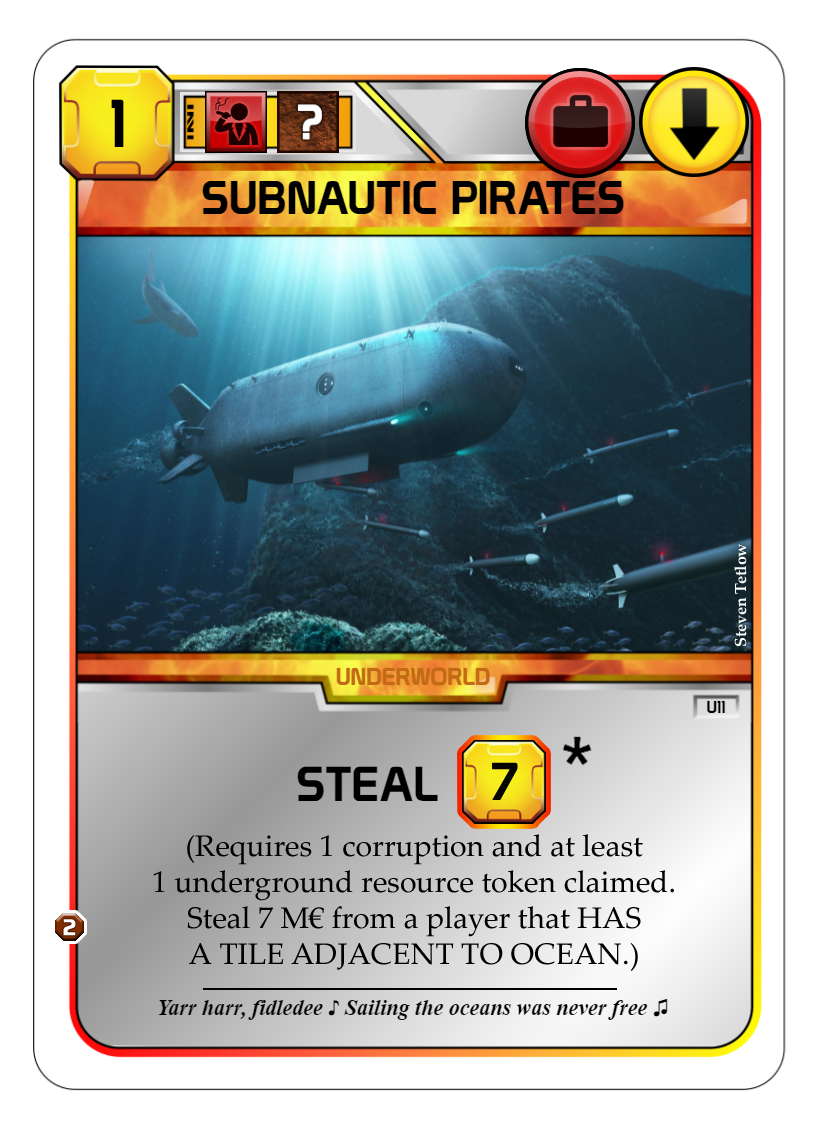 1
?
SUBNAUTIC PIRATES
Steven Tetlow
UNDERWORLD
U11
STEAL 7 *
(Requires 1 corruption and at least
1 underground resource token claimed.
Steal 7 M€ from a player that HAS
A TILE ADJACENT TO OCEAN.)
2
Yarr harr, fidledee ♪ Sailing the oceans was never free ♫